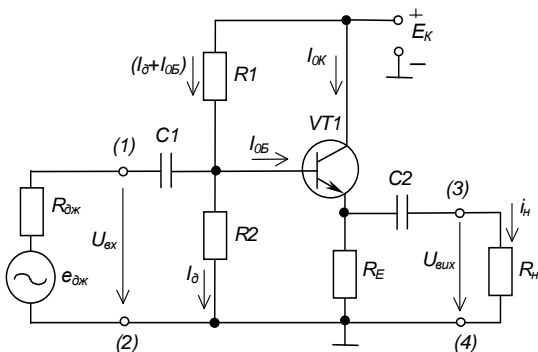 +
E_К
–
(I_д+I_0Б)
R1
I_0К
(1)
C1
I_0Б
VT1
C2
(3)
i_н
R_дж
U_вх
R2
I_д
R_E
U_вих
R_н
e_дж
(2)
(4)